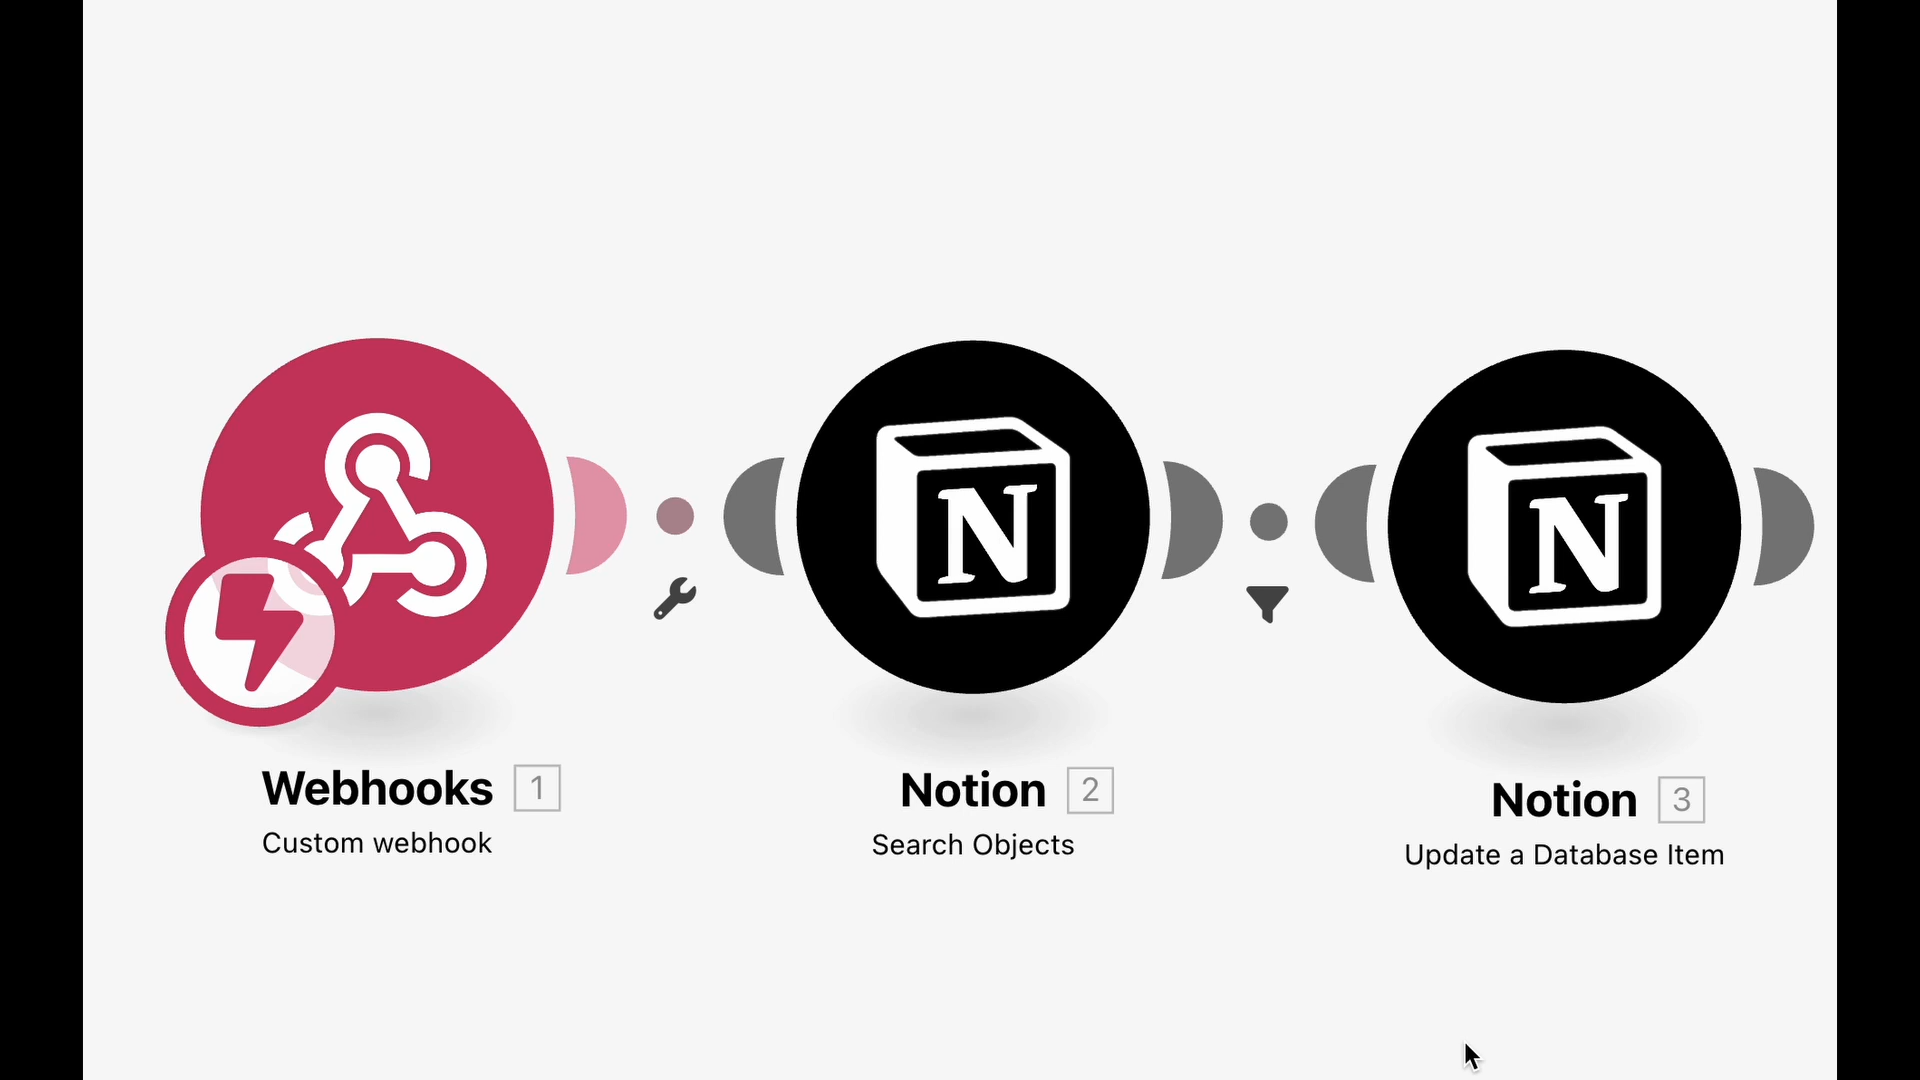 N
N
Webhooks 1
Custom webhook
Notion 2
Search Objects
Notion 3
Update a Database Item